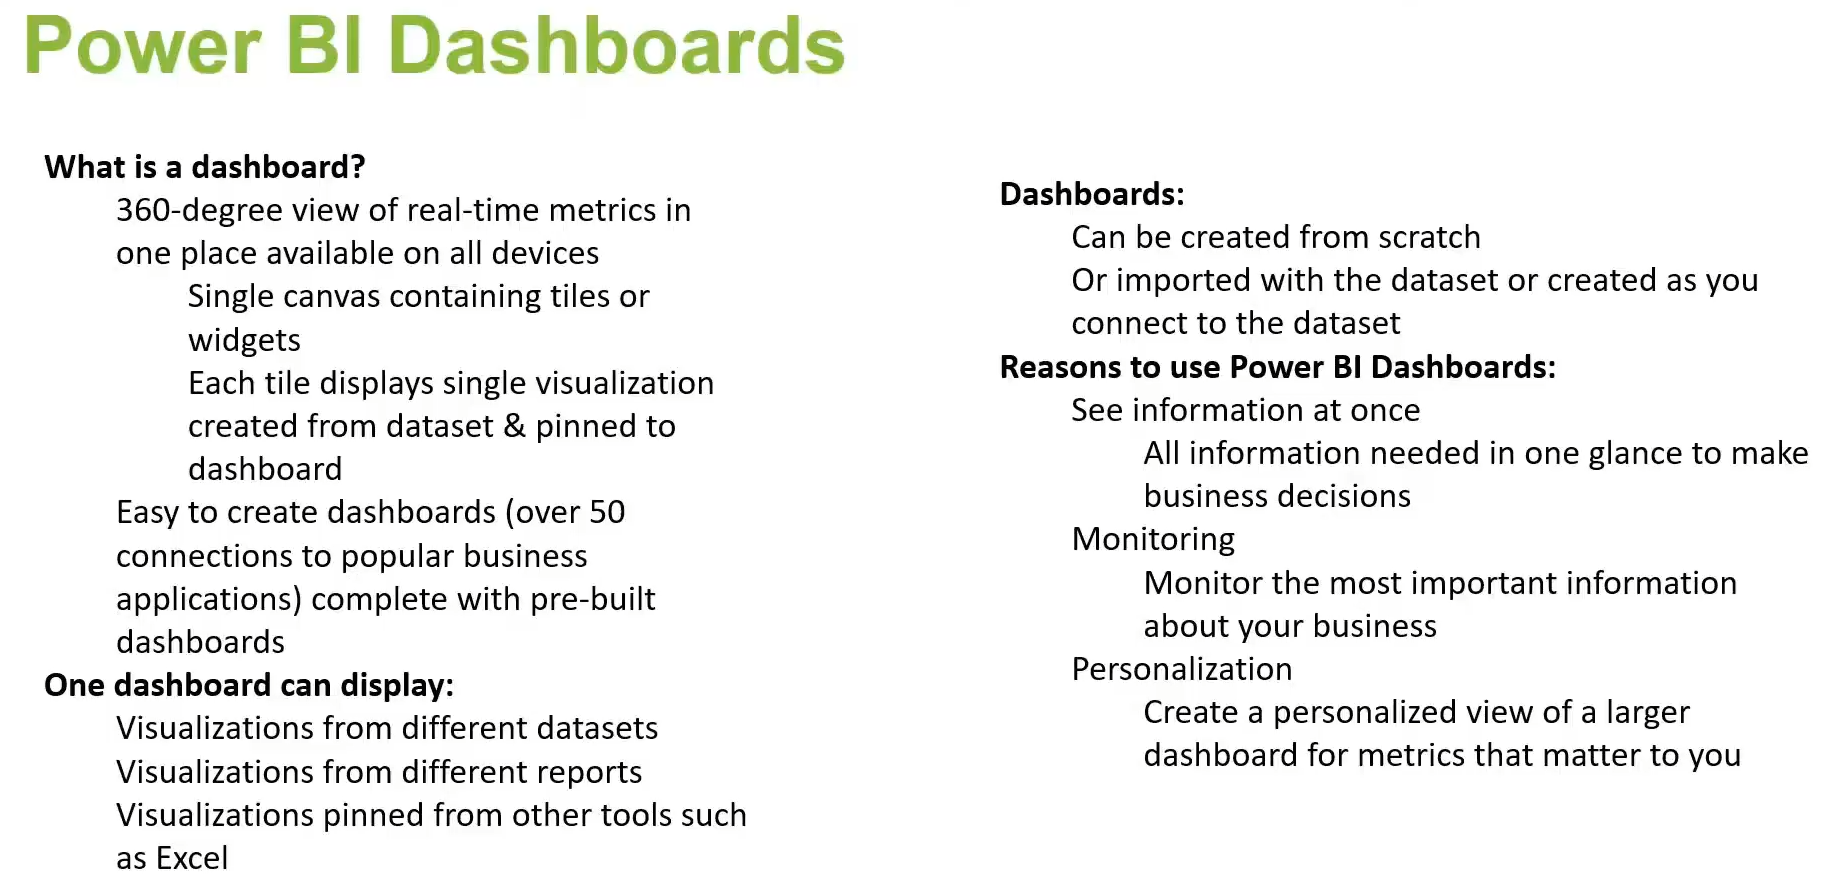 Power BI Dashboards
What is a dashboard?
360-degree view of real-time metrics in
one place available on all devices
Single canvas containing tiles or
widgets
Each tile displays single visualization
created from dataset & pinned to
dashboard
Easy to create dashboards (over 50
connections to popular business
applications) complete with pre-built
dashboards
One dashboard can display:
Visualizations from different datasets
Visualizations from different reports
Visualizations pinned from other tools such
as Excel
Dashboards:
Can be created from scratch
Or imported with the dataset or created as you
connect to the dataset
Reasons to use Power BI Dashboards:
See information at once
All information needed in one glance to make
business decisions
Monitoring
Monitor the most important information
about your business
Personalization
Create a personalized view of a larger
dashboard for metrics that matter to you